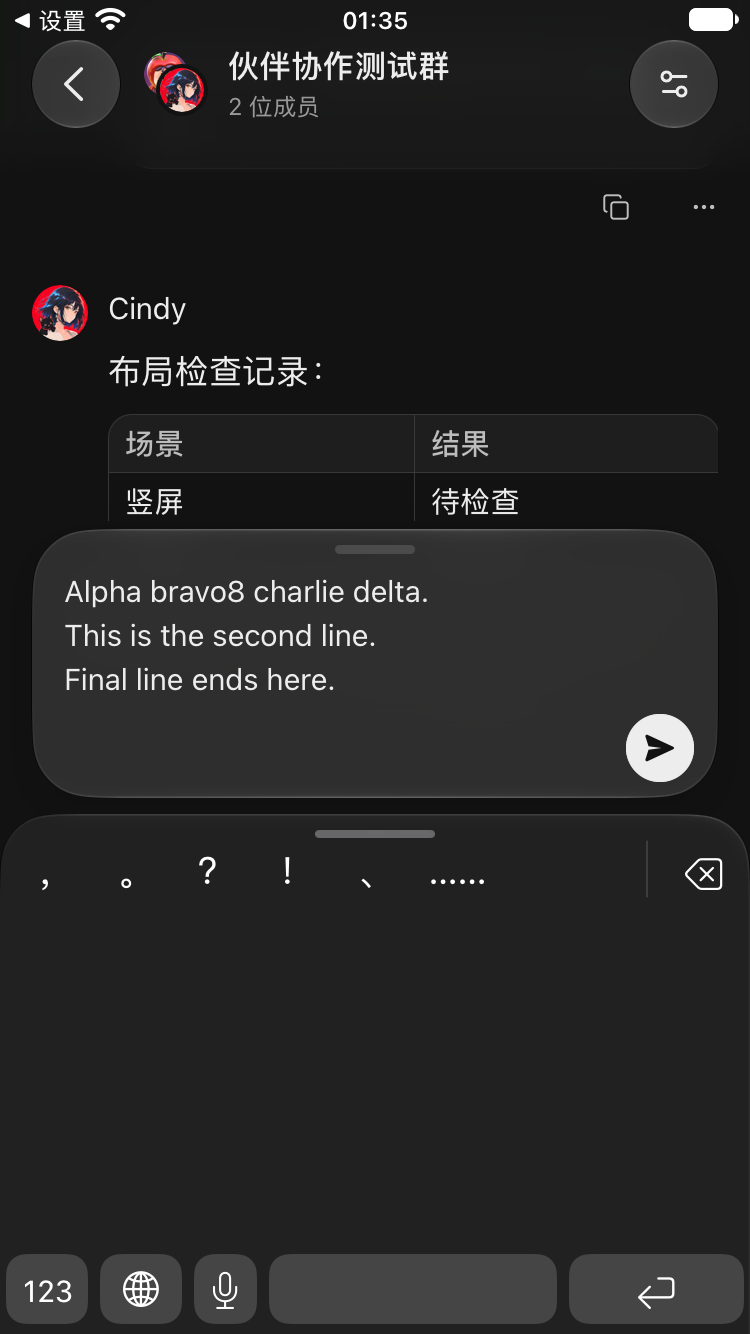 设置
01:35
伙伴协作测试群
2 位成员
Cindy
布局检查记录：
场景 结果
竖屏 待检查
Alpha bravo8 charlie delta.
This is the second line.
Final line ends here.
， 。 ? ! 、 ……
123